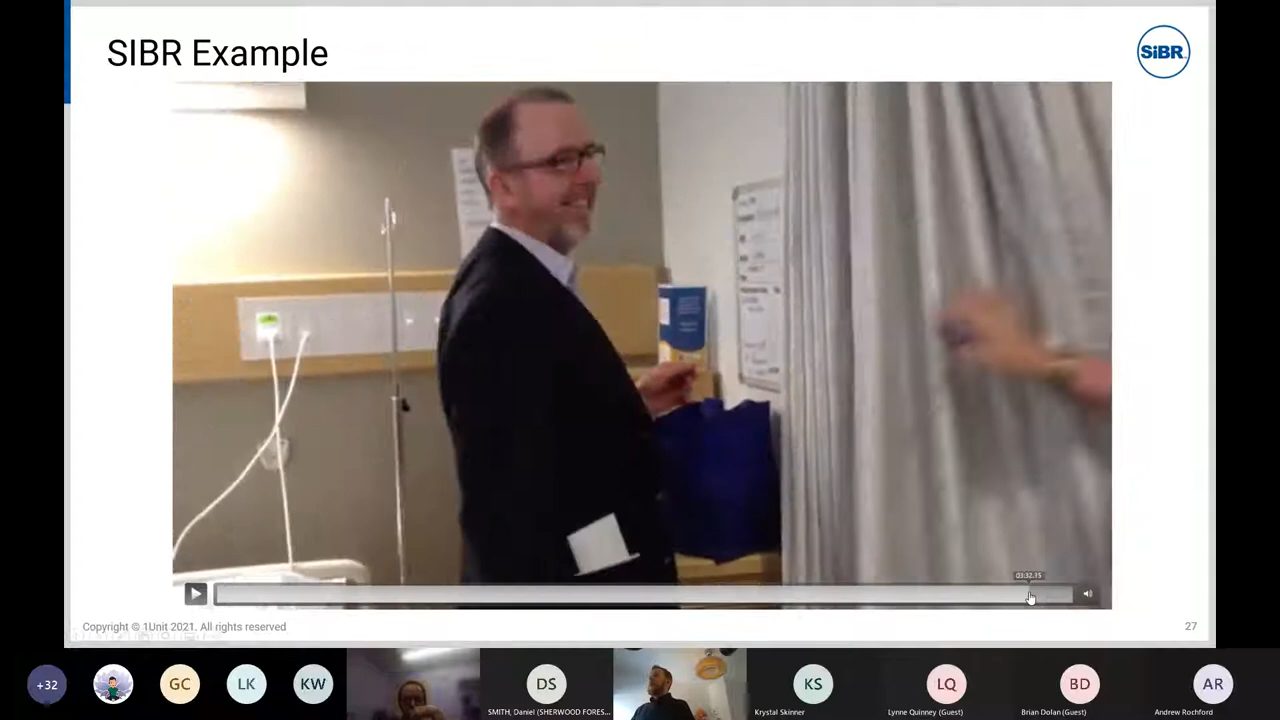 SIBR Example
SiBR
03:32.15
Copyright © 1Unit 2021. All rights reserved
27
+32
GC
LK
KW
DS
SMITH, Daniel (SHERWOOD FORES...
KS
Krystal Skinner
LQ
Lynne Quinney (Guest)
BD
Brian Dolan (Guest)
AR
Andrew Rochford